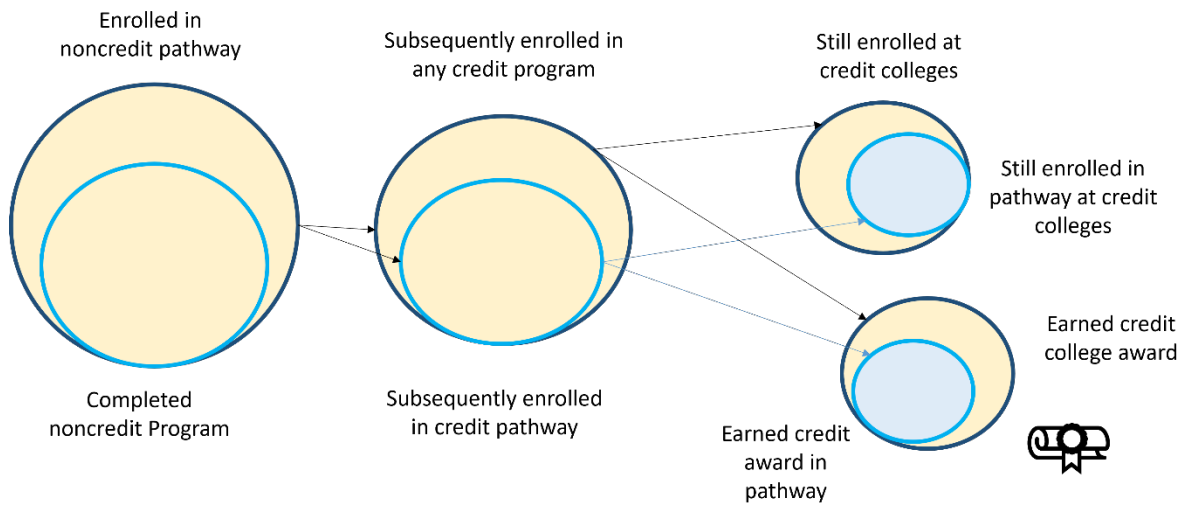 Enrolled in
noncredit pathway
Subsequently enrolled in
any credit program
Still enrolled at
credit colleges
Still enrolled in
pathway at credit
colleges
Completed
noncredit Program
Subsequently enrolled
in credit pathway
Earned credit
college award
Earned credit
award in
pathway